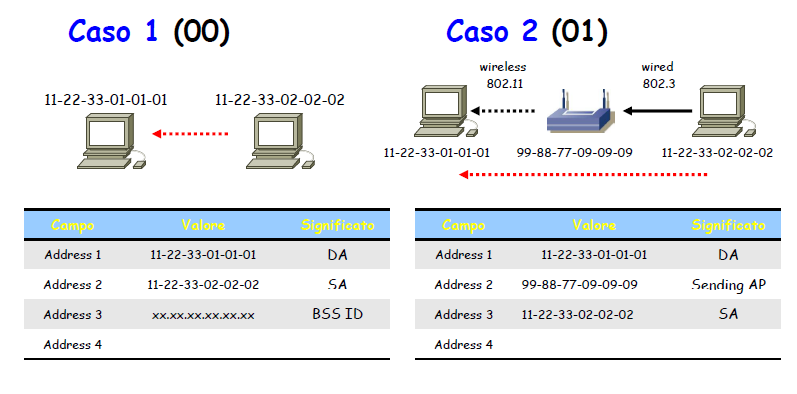 Caso 1 (00)
11-22-33-01-01-01 11-22-33-02-02-02
Campo Valore Significato
Address 1 11-22-33-01-01-01 DA
Address 2 11-22-33-02-02-02 SA
Address 3 xx.xx.xx.xx.xx.xx BSS ID
Address 4
Caso 2 (01)
wireless wired
802.11 802.3
11-22-33-01-01-01 99-88-77-09-09-09 11-22-33-02-02-02
Campo Valore Significato
Address 1 11-22-33-01-01-01 DA
Address 2 99-88-77-09-09-09 Sending AP
Address 3 11-22-33-02-02-02 SA
Address 4